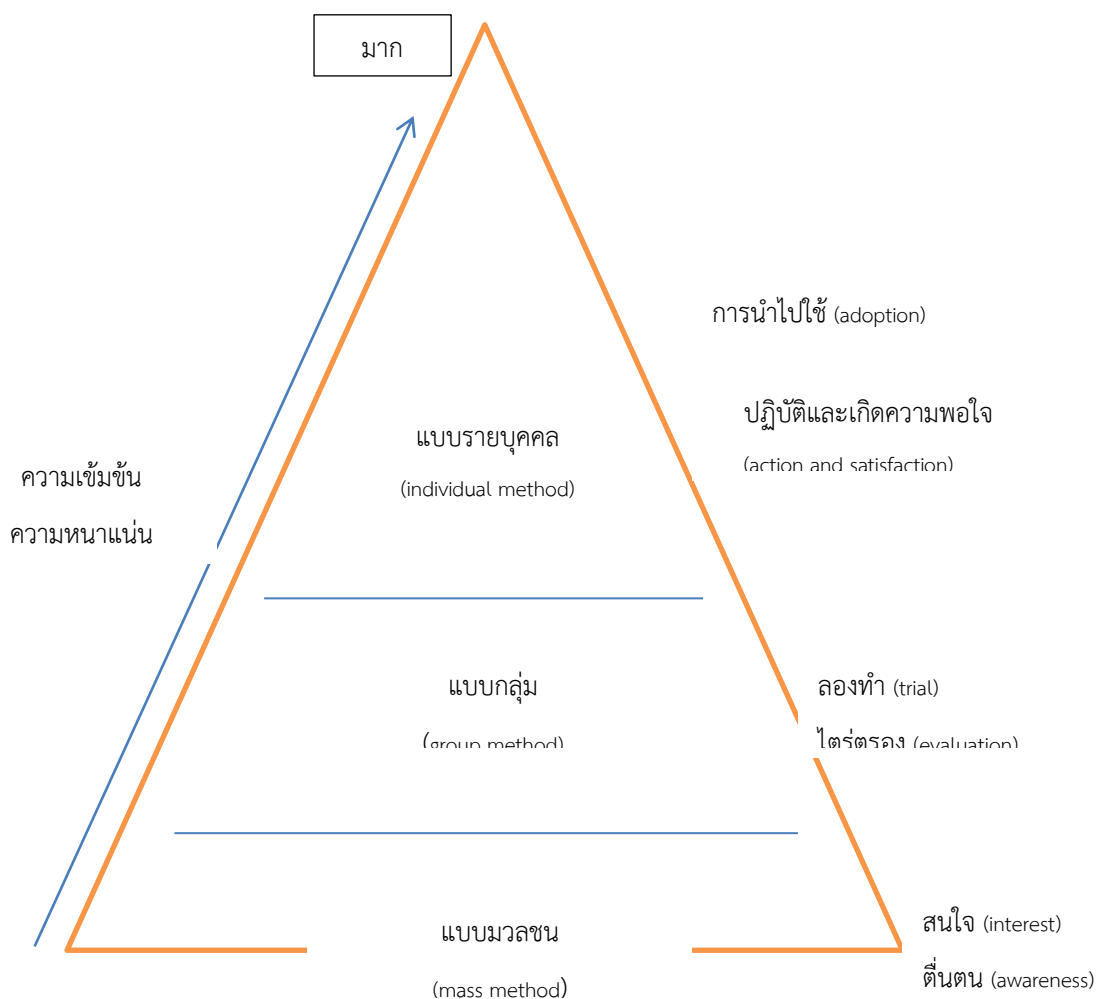 มาก
การนำไปใช้ (adoption)
ปฏิบัติและเกิดความพอใจ
(action and satisfaction)
แบบรายบุคคล
(individual method)
ความเข้มข้น
ความหนาแน่น
แบบกลุ่ม
(group method)
ลองทำ (trial)
ไตร่ตรอง (evaluation)
แบบมวลชน
(mass method)
สนใจ (interest)
ตื่นตน (awareness)